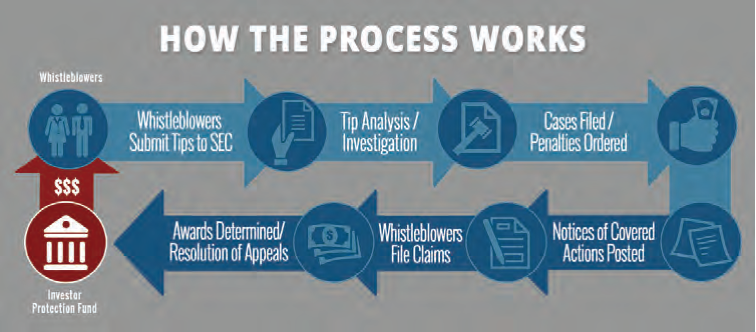 HOW THE PROCESS WORKS
Whistleblowers
Whistleblowers
Submit Tips to SEC
Tip Analysis /
Investigation
Cases Filed /
Penalties Ordered
$$$
Awards Determined/
Resolution of Appeals
$
Whistleblowers
File Claims
Notices of Covered
Actions Posted
Investor
Protection Fund